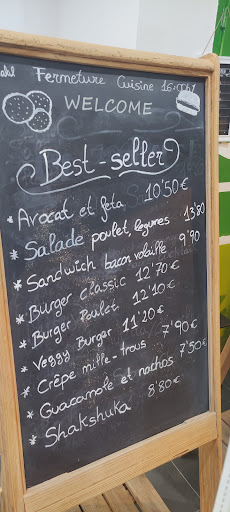 Fermeture Cuisine 16:00h
WELCOME
Best-seller
* Avocat et feta 10'50€
* Salade poulet, legumes 13'80
* Sandwich bacon volaille 9'90
* Burger Classic 12'70€
* Burger Poulet 12'10€
* Veggy Burger 11'20€
* Crêpe mille-trous 7'90€
* Guacamole et nachos 7'50€
* Shakshuka 8'80€